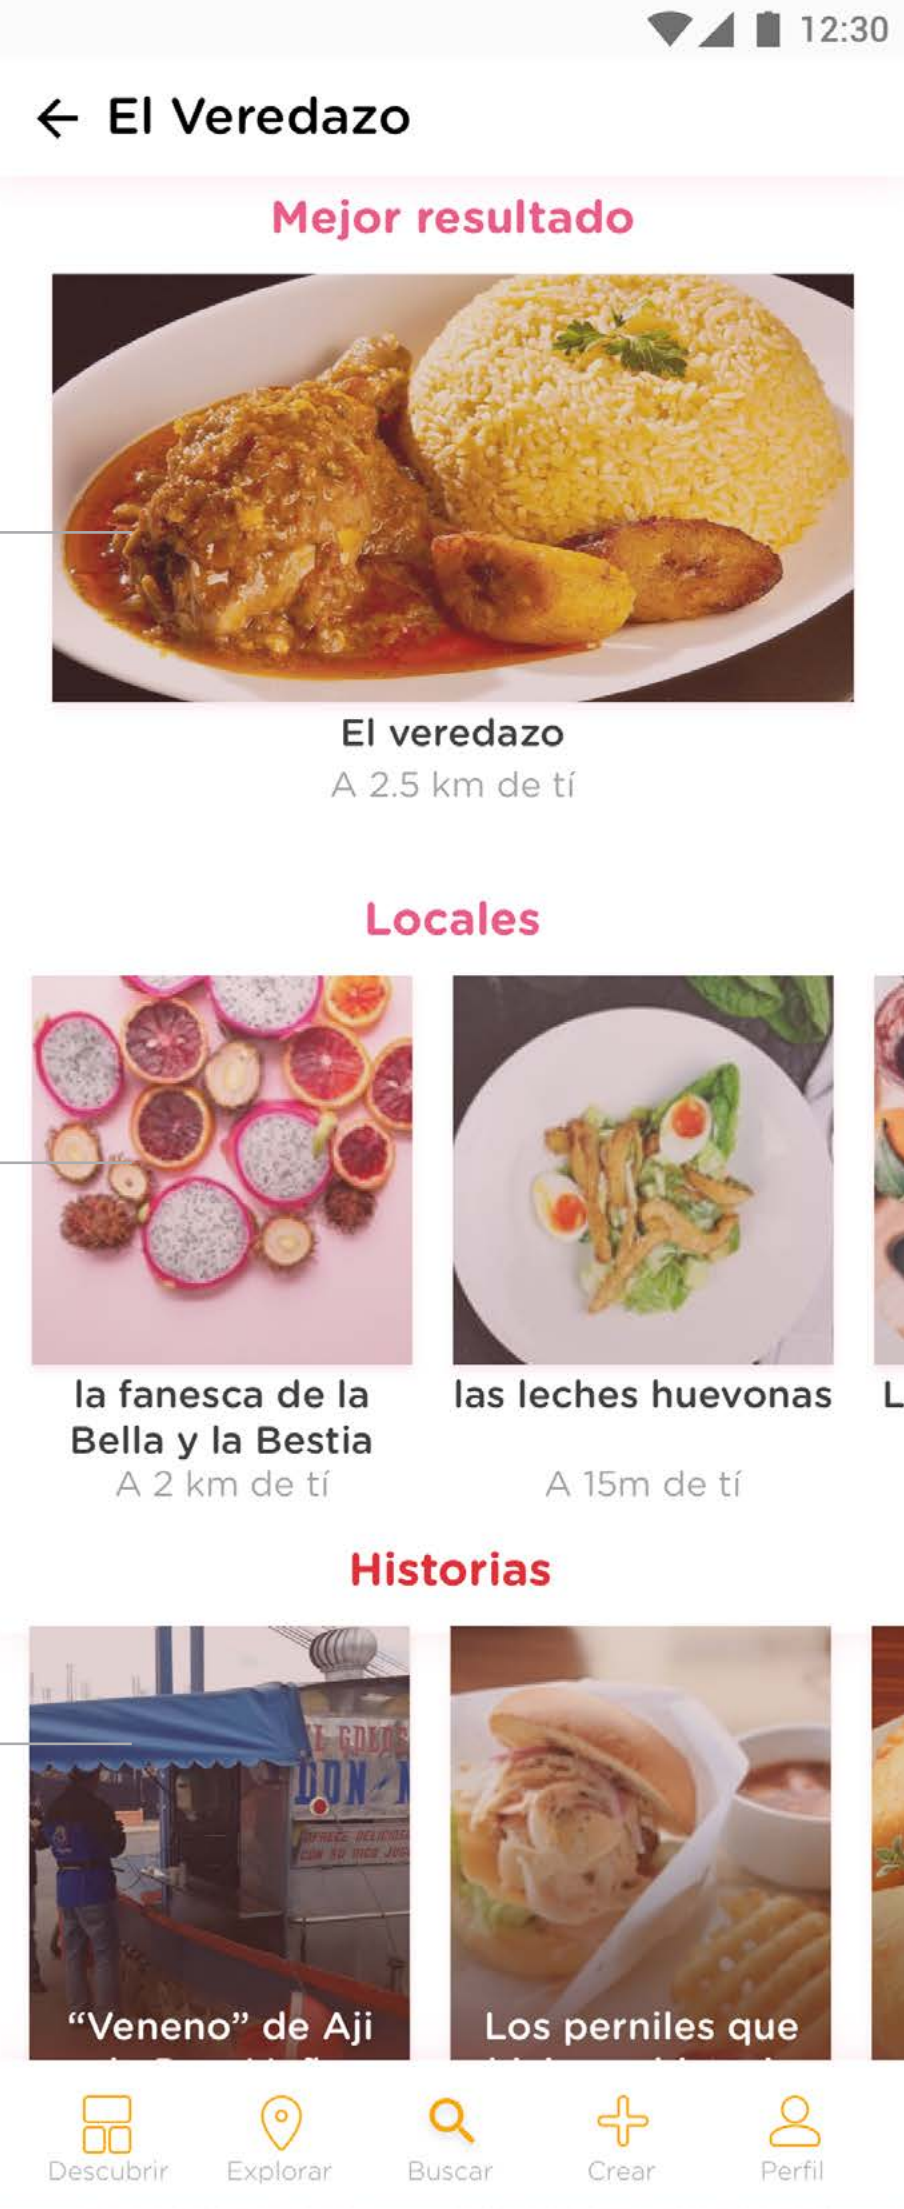 12:30
El Veredazo
Mejor resultado
El veredazo
A 2.5 km de tí
Locales
la fanesca de la
Bella y la Bestia
A 2 km de tí
las leches huevonas
A 15m de tí
L
Historias
DON
“Veneno” de Aji
Los perniles que
Descubrir
Explorar
Buscar
Crear
Perfil